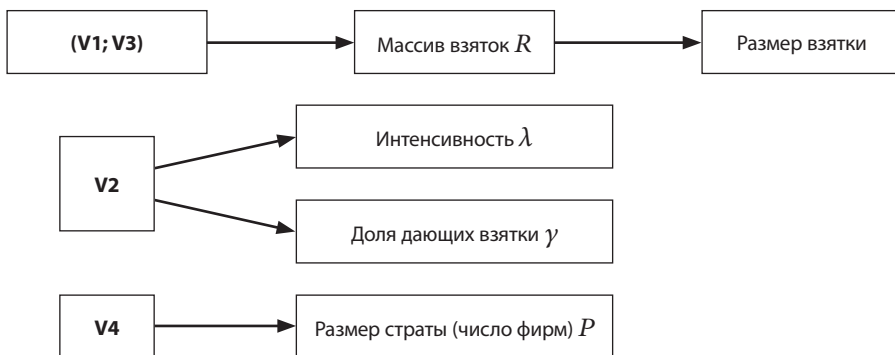 (V1; V3)
Массив взяток R
Размер взятки
Интенсивность λ
V2
Доля дающих взятки γ
V4
Размер страты (число фирм) P